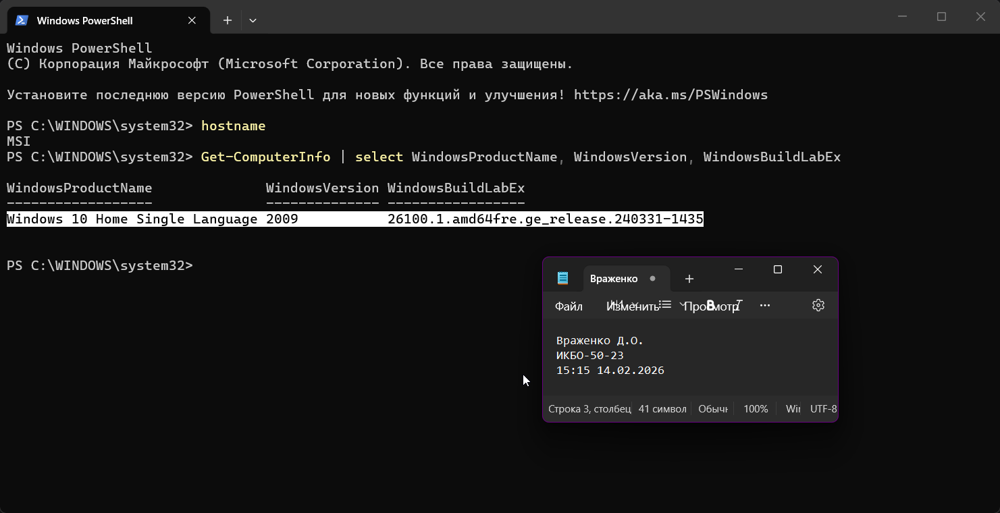 Windows PowerShell
Windows PowerShell
(C) Корпорация Майкрософт (Microsoft Corporation). Все права защищены.
Установите последнюю версию PowerShell для новых функций и улучшения! https://aka.ms/PSWindows
PS C:\WINDOWS\system32> hostname
MSI
PS C:\WINDOWS\system32> Get-ComputerInfo | select WindowsProductName, WindowsVersion, WindowsBuildLabEx
WindowsProductName WindowsVersion WindowsBuildLabEx
------------------ -------------- -----------------
Windows 10 Home Single Language 2009 26100.1.amd64fre.ge_release.240331-1435
PS C:\WINDOWS\system32>
Враженко
Файл Изменить Просмотр B I
Враженко Д.О.
ИКБО-50-23
15:15 14.02.2026
Строка 3, столбец 41 символ Обычн 100% Wir UTF-8